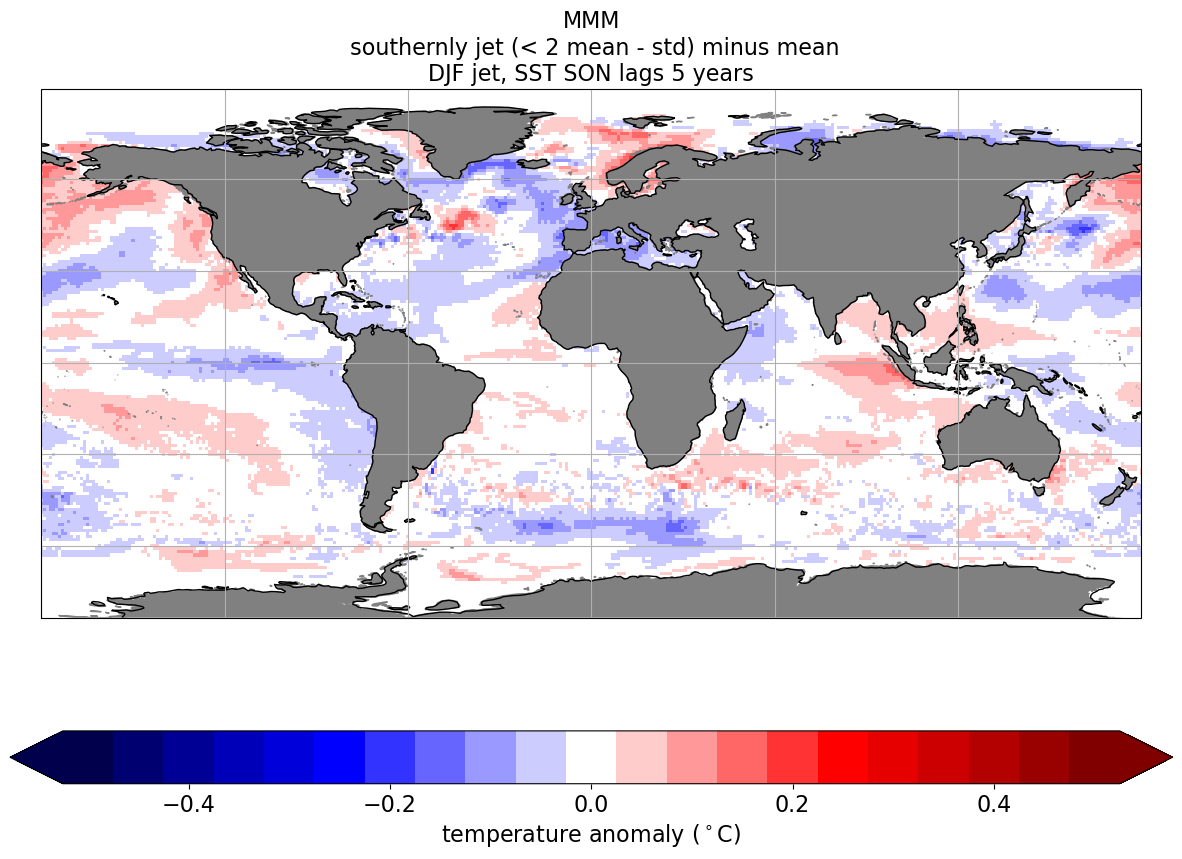 MMM
southernly jet (< 2 mean - std) minus mean
DJF jet, SST SON lags 5 years
−0.4 −0.2 0.0 0.2 0.4
temperature anomaly (°C)